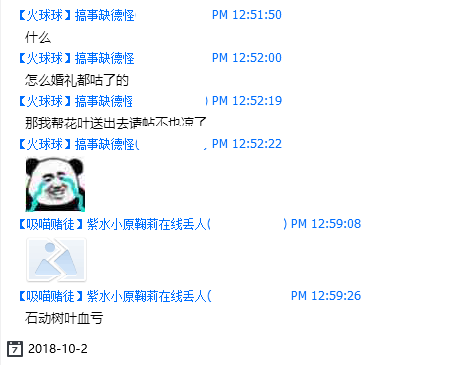 【火球球】搞事缺德怪 PM 12:51:50
什么
【火球球】搞事缺德怪 PM 12:52:00
怎么婚礼都咕了的
【火球球】搞事缺德怪 ) PM 12:52:19
那我帮花叶送出去请帖不也凉了
【火球球】搞事缺德怪( PM 12:52:22
【吸喵赌徒】紫水小原鞠莉在线丢人( ) PM 12:59:08
【吸喵赌徒】紫水小原鞠莉在线丢人( PM 12:59:26
石动树叶血亏
7 2018-10-2